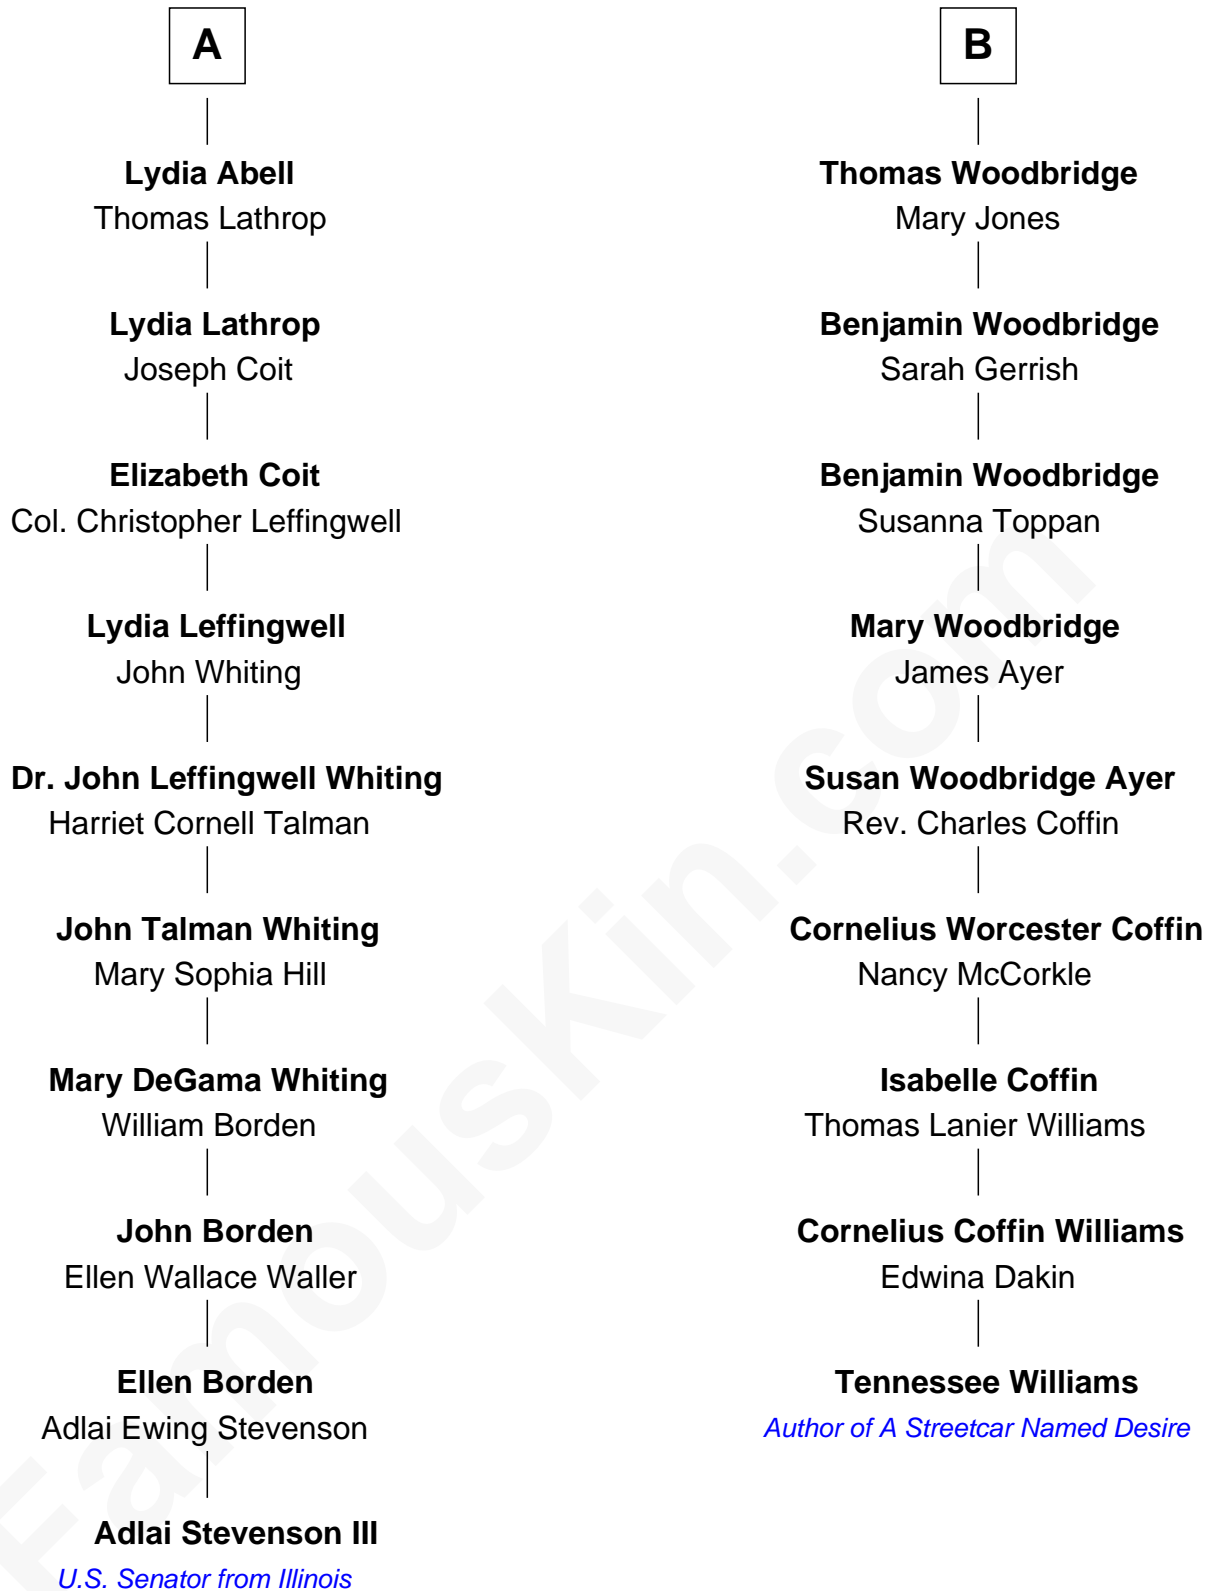 A
Lydia Abell
Thomas Lathrop
Lydia Lathrop
Joseph Coit
Elizabeth Coit
Col. Christopher Leffingwell
Lydia Leffingwell
John Whiting
Dr. John Leffingwell Whiting
Harriet Cornell Talman
John Talman Whiting
Mary Sophia Hill
Mary DeGama Whiting
William Borden
John Borden
Ellen Wallace Waller
Ellen Borden
Adlai Ewing Stevenson
Adlai Stevenson III
U.S. Senator from Illinois
B
Thomas Woodbridge
Mary Jones
Benjamin Woodbridge
Sarah Gerrish
Benjamin Woodbridge
Susanna Toppan
Mary Woodbridge
James Ayer
Susan Woodbridge Ayer
Rev. Charles Coffin
Cornelius Worcester Coffin
Nancy McCorkle
Isabelle Coffin
Thomas Lanier Williams
Cornelius Coffin Williams
Edwina Dakin
Tennessee Williams
Author of A Streetcar Named Desire
FamousKin.com